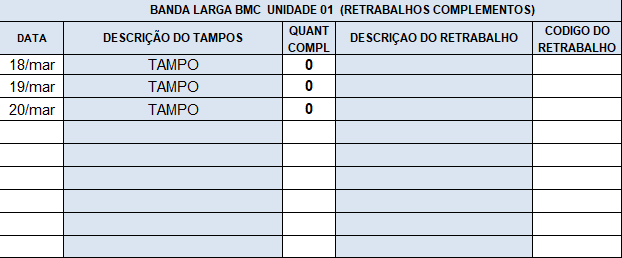 BANDA LARGA BMC UNIDADE 01 (RETRABALHOS COMPLEMENTOS)
DATA DESCRIÇÃO DO TAMPOS QUANT COMPL DESCRIÇAO DO RETRABALHO CODIGO DO RETRABALHO
18/mar TAMPO 0
19/mar TAMPO 0
20/mar TAMPO 0